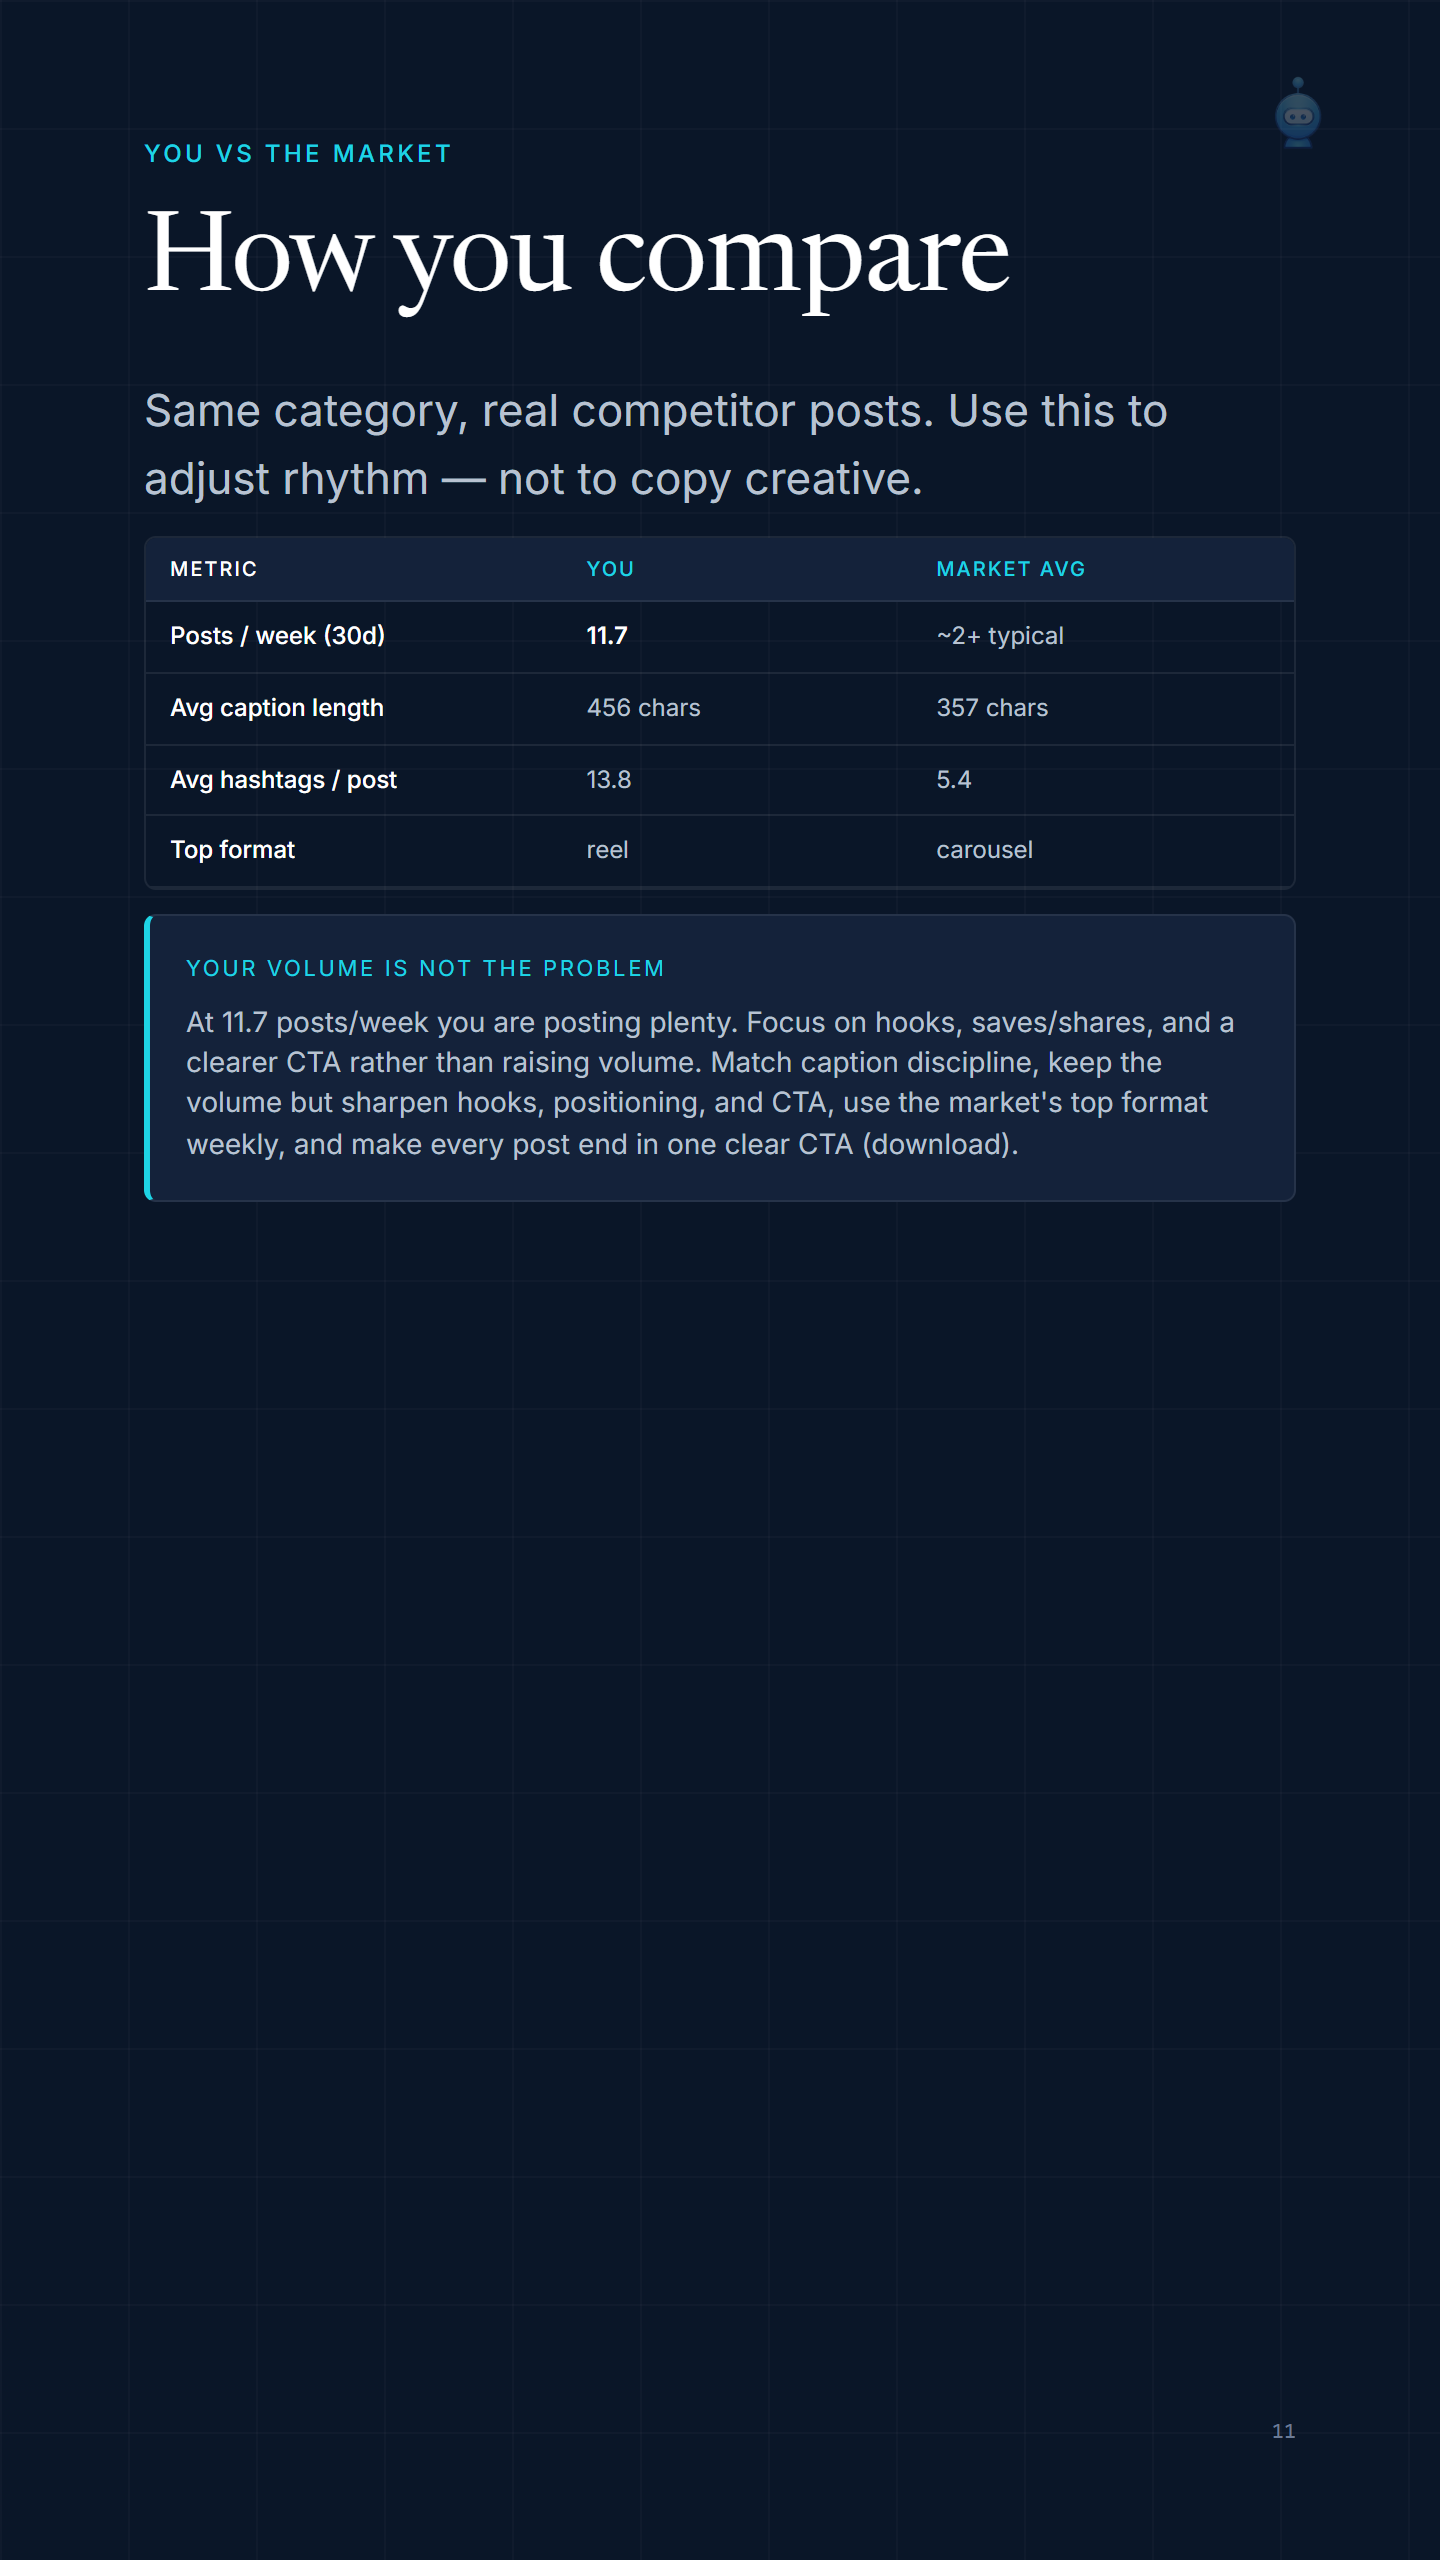 YOU VS THE MARKET
How you compare
Same category, real competitor posts. Use this to
adjust rhythm — not to copy creative.
METRIC YOU MARKET AVG
Posts / week (30d) 11.7 ~2+ typical
Avg caption length 456 chars 357 chars
Avg hashtags / post 13.8 5.4
Top format reel carousel
YOUR VOLUME IS NOT THE PROBLEM
At 11.7 posts/week you are posting plenty. Focus on hooks, saves/shares, and a
clearer CTA rather than raising volume. Match caption discipline, keep the
volume but sharpen hooks, positioning, and CTA, use the market's top format
weekly, and make every post end in one clear CTA (download).
11